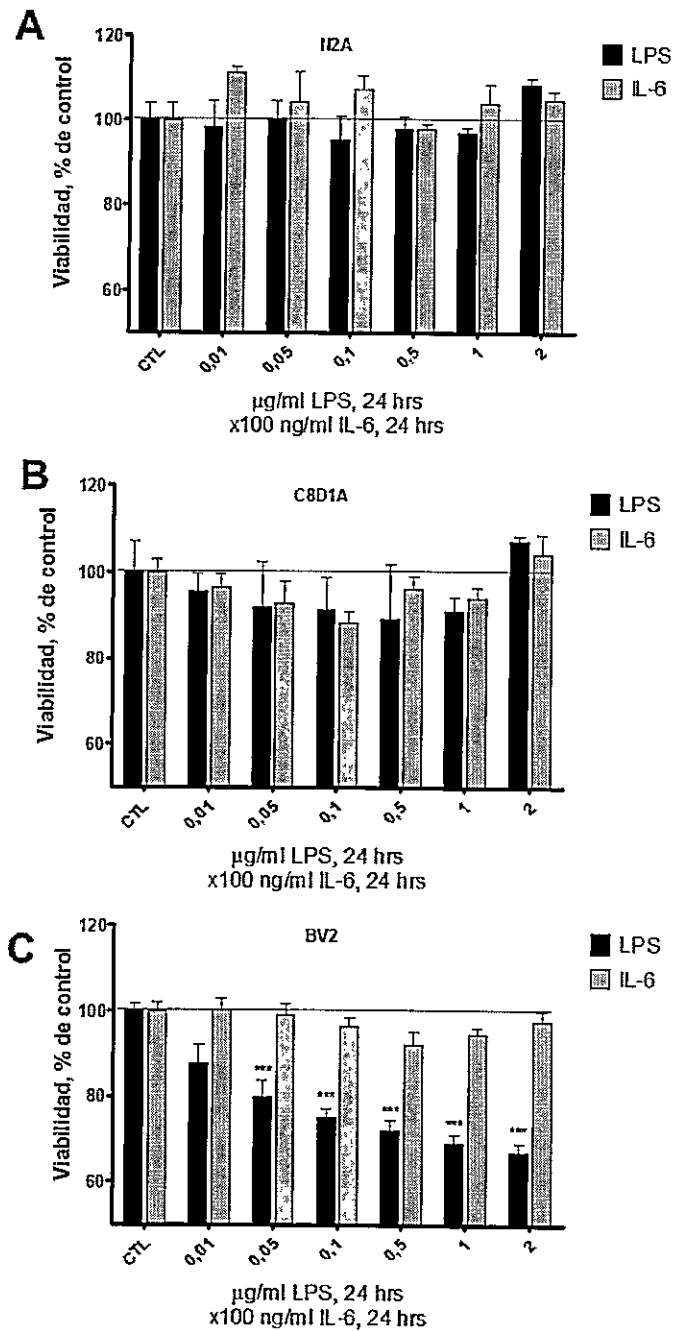 A
N2A
LPS
IL-6
Viabilidad, % de control
120
100
80
60
CTL
0,01
0,05
0,1
0,5
1
2
µg/ml LPS, 24 hrs
x100 ng/ml IL-6, 24 hrs
B
C8D1A
LPS
IL-6
Viabilidad, % de control
120
100
80
60
CTL
0,01
0,05
0,1
0,5
1
2
µg/ml LPS, 24 hrs
x100 ng/ml IL-6, 24 hrs
C
BV2
LPS
IL-6
Viabilidad, % de control
120
100
80
60
***
***
***
***
***
CTL
0,01
0,05
0,1
0,5
1
2
µg/ml LPS, 24 hrs
x100 ng/ml IL-6, 24 hrs